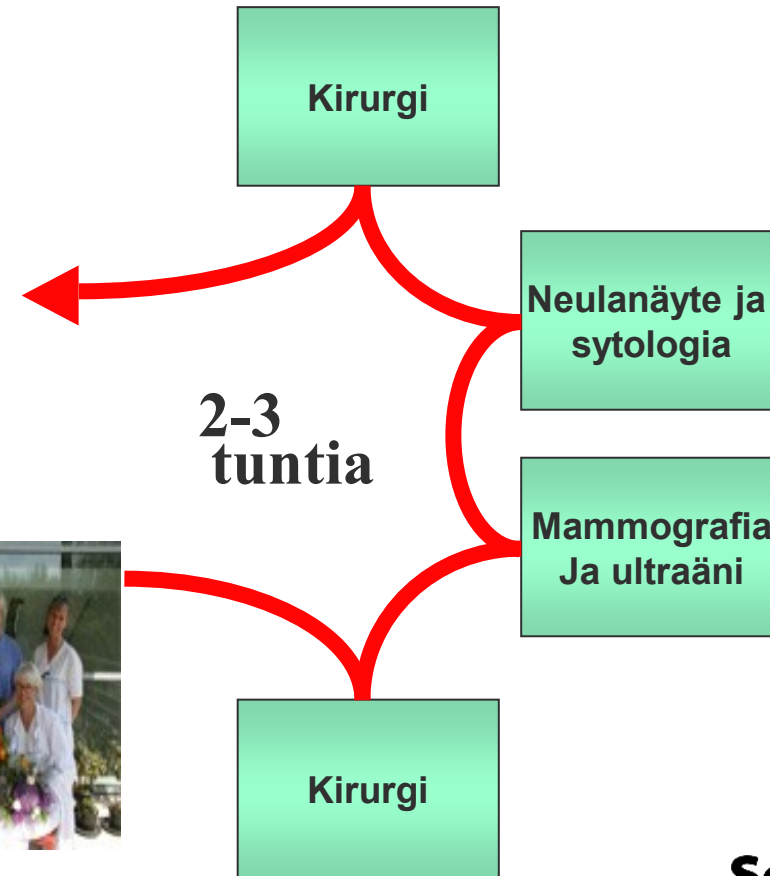 Kirurgi
Neulanäyte ja
sytologia
2-3
tuntia
Mammografia
Ja ultraääni
Kirurgi